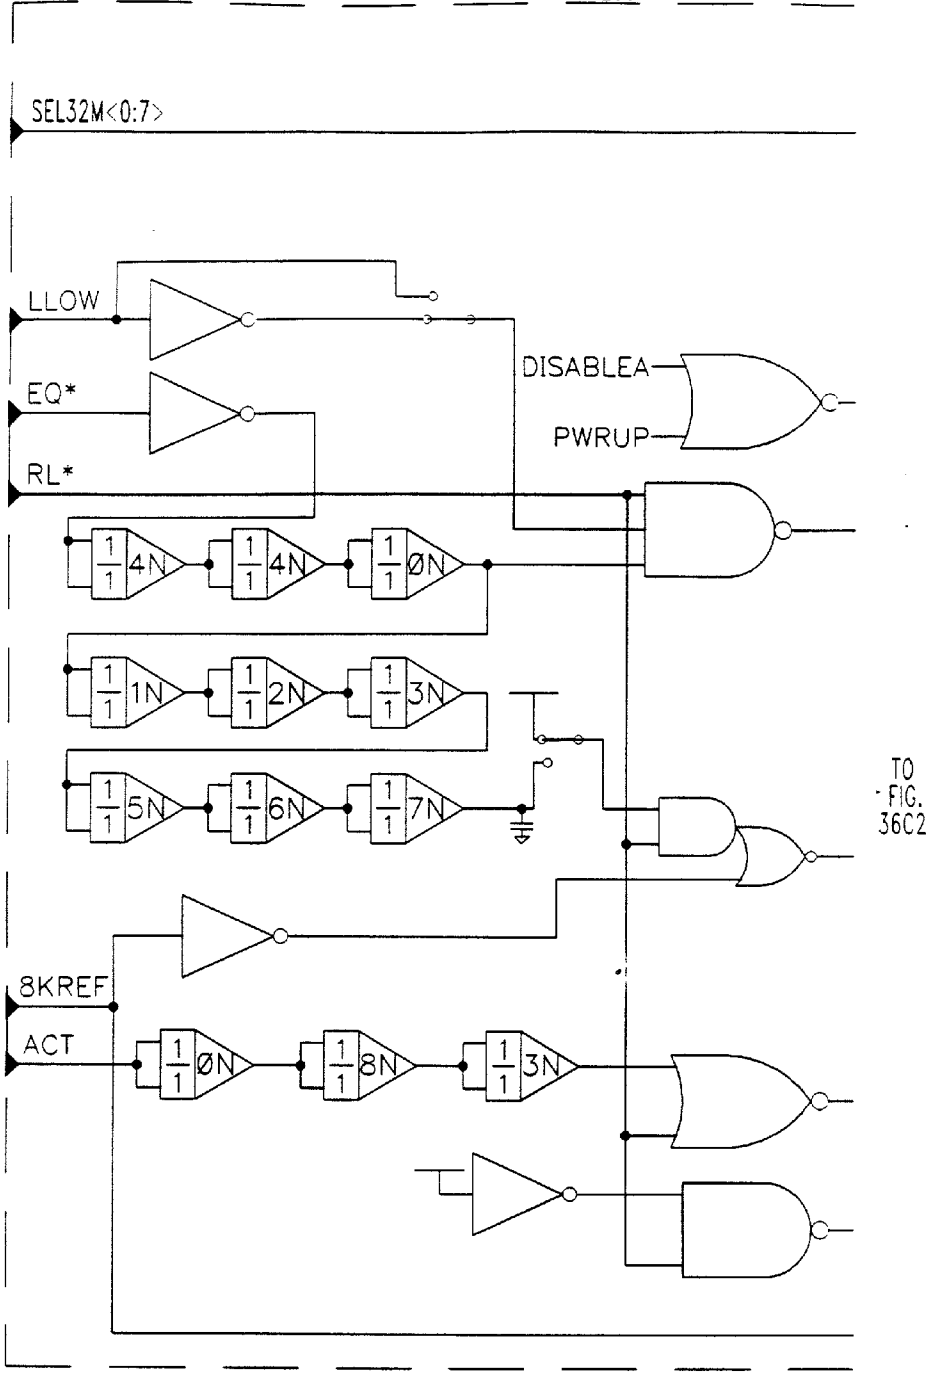 SEL32M<0:7>
LLOW
DISABLEA
EQ*
PWRUP
RL*
1/1 4N
1/1 4N
1/1 ØN
1/1 1N
1/1 2N
1/1 3N
1/1 5N
1/1 6N
1/1 7N
TO
FIG.
36C2
8KREF
ACT
1/1 ØN
1/1 8N
1/1 3N